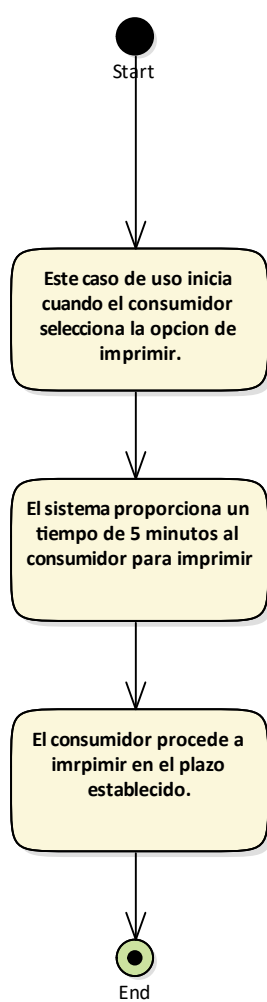 Start
Este caso de uso inicia
cuando el consumidor
selecciona la opcion de
imprimir.
El sistema proporciona un
tiempo de 5 minutos al
consumidor para imprimir
El consumidor procede a
imrpimir en el plazo
establecido.
End